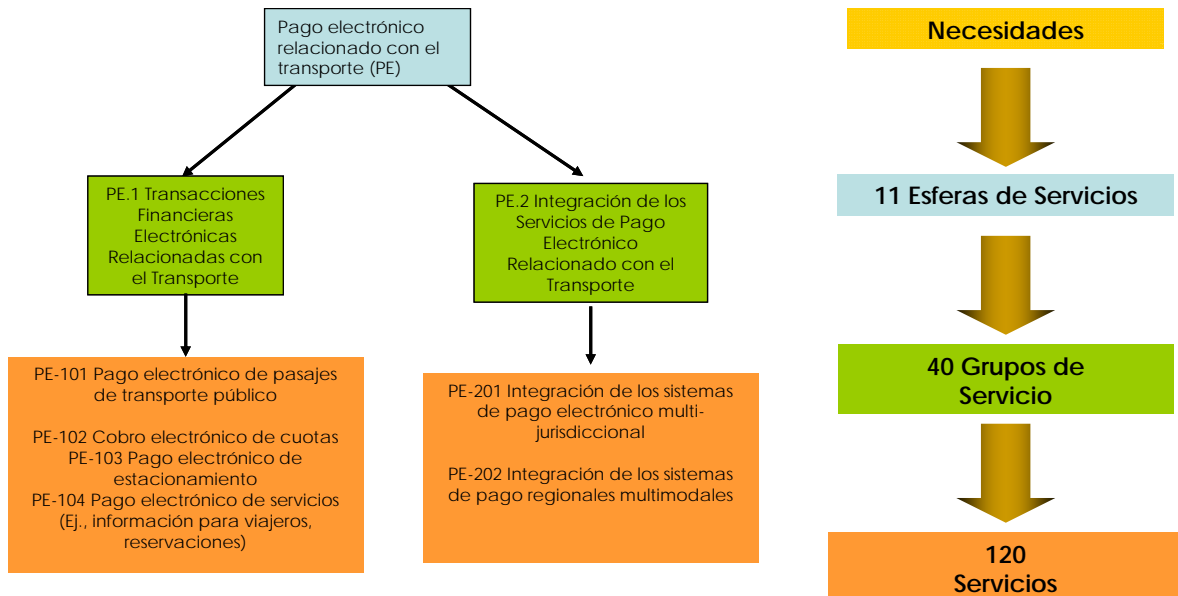 Pago electrónico
relacionado con el
transporte (PE)
PE.1 Transacciones
Financieras
Electrónicas
Relacionadas con
el Transporte
PE.2 Integración de los
Servicios de Pago
Electrónico
Relacionado con el
Transporte
PE-101 Pago electrónico de pasajes
de transporte público
PE-102 Cobro electrónico de cuotas
PE-103 Pago electrónico de
estacionamiento
PE-104 Pago electrónico de servicios
(Ej., información para viajeros,
reservaciones)
PE-201 Integración de los sistemas
de pago electrónico multi-
jurisdiccional
PE-202 Integración de los sistemas
de pago regionales multimodales
Necesidades
11 Esferas de Servicios
40 Grupos de
Servicio
120
Servicios